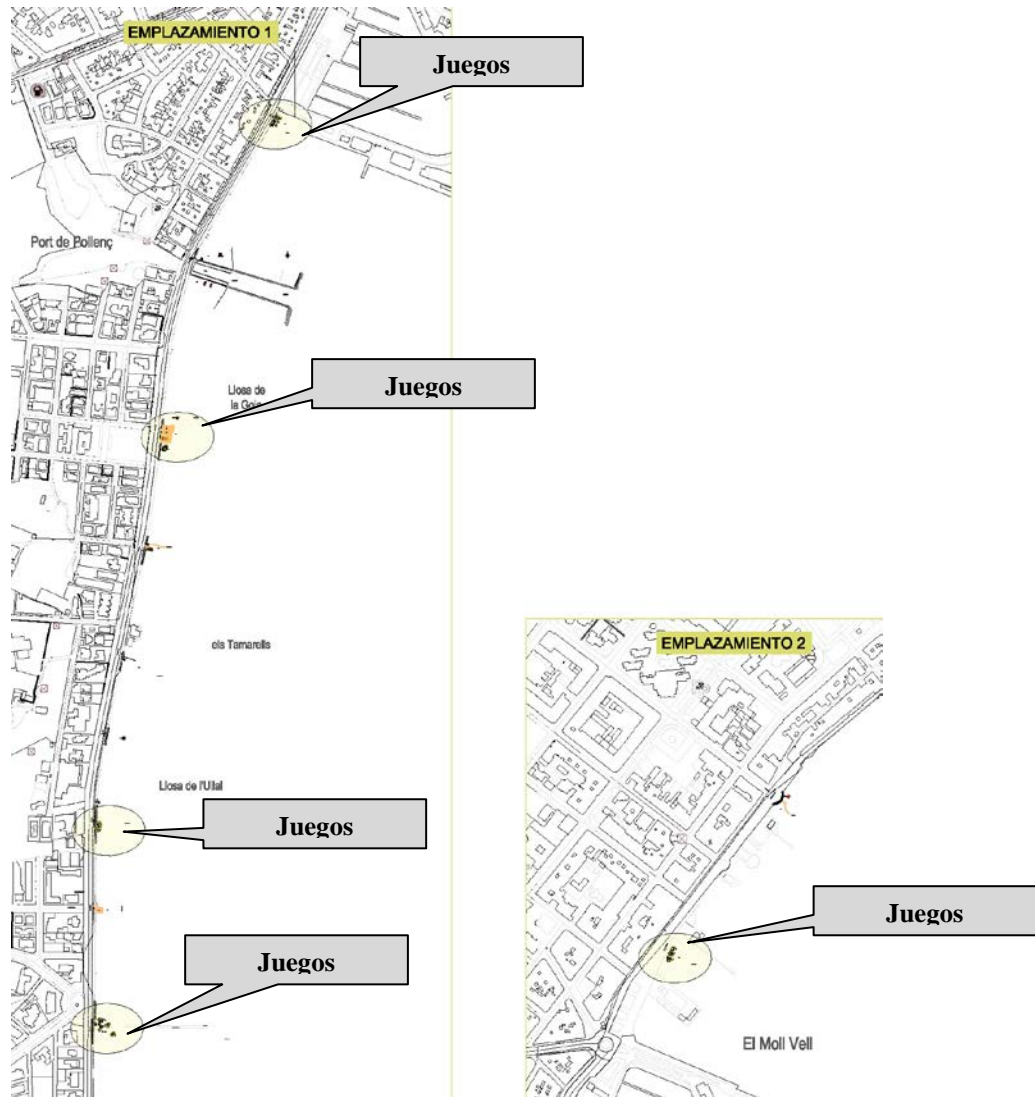 EMPLAZAMIENTO 1
Juegos
Port de Pollenç
Llosa de
la Gola
Juegos
els Tamarells
Llosa de l'Ullal
Juegos
Juegos
EMPLAZAMIENTO 2
Juegos
El Moll Vell